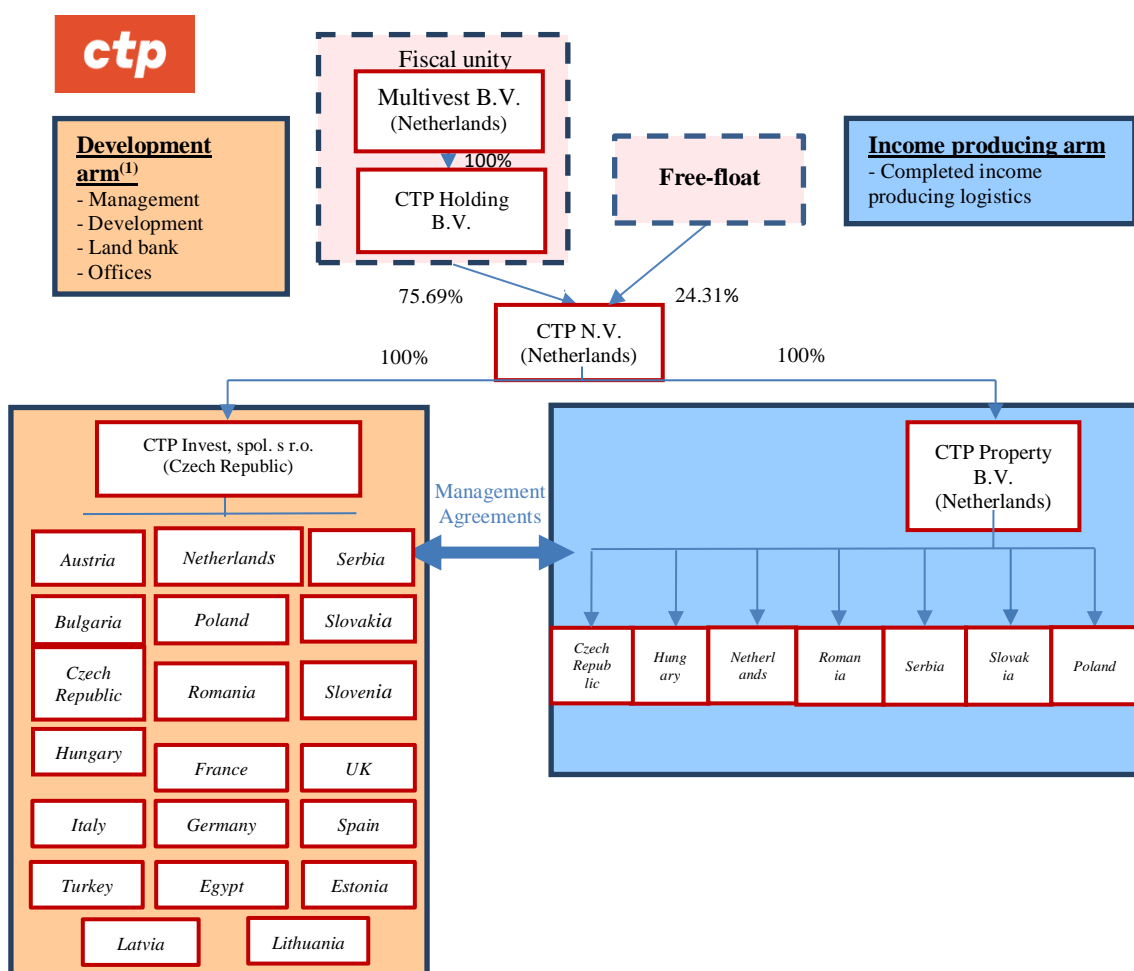 ctp
Fiscal unity
Multivest B.V.
(Netherlands)
100%
CTP Holding
B.V.
Development
arm(1)
- Management
- Development
- Land bank
- Offices
Free-float
Income producing arm
- Completed income
producing logistics
75.69%
24.31%
CTP N.V.
(Netherlands)
100%
100%
CTP Invest, spol. s r.o.
(Czech Republic)
Management
Agreements
CTP Property
B.V.
(Netherlands)
Austria
Netherlands
Serbia
Bulgaria
Poland
Slovakia
Czech
Republic
Romania
Slovenia
Hungary
France
UK
Italy
Germany
Spain
Turkey
Egypt
Estonia
Latvia
Lithuania
Czech
Repub
lic
Hung
ary
Netherl
ands
Roman
ia
Serbia
Slovak
ia
Poland